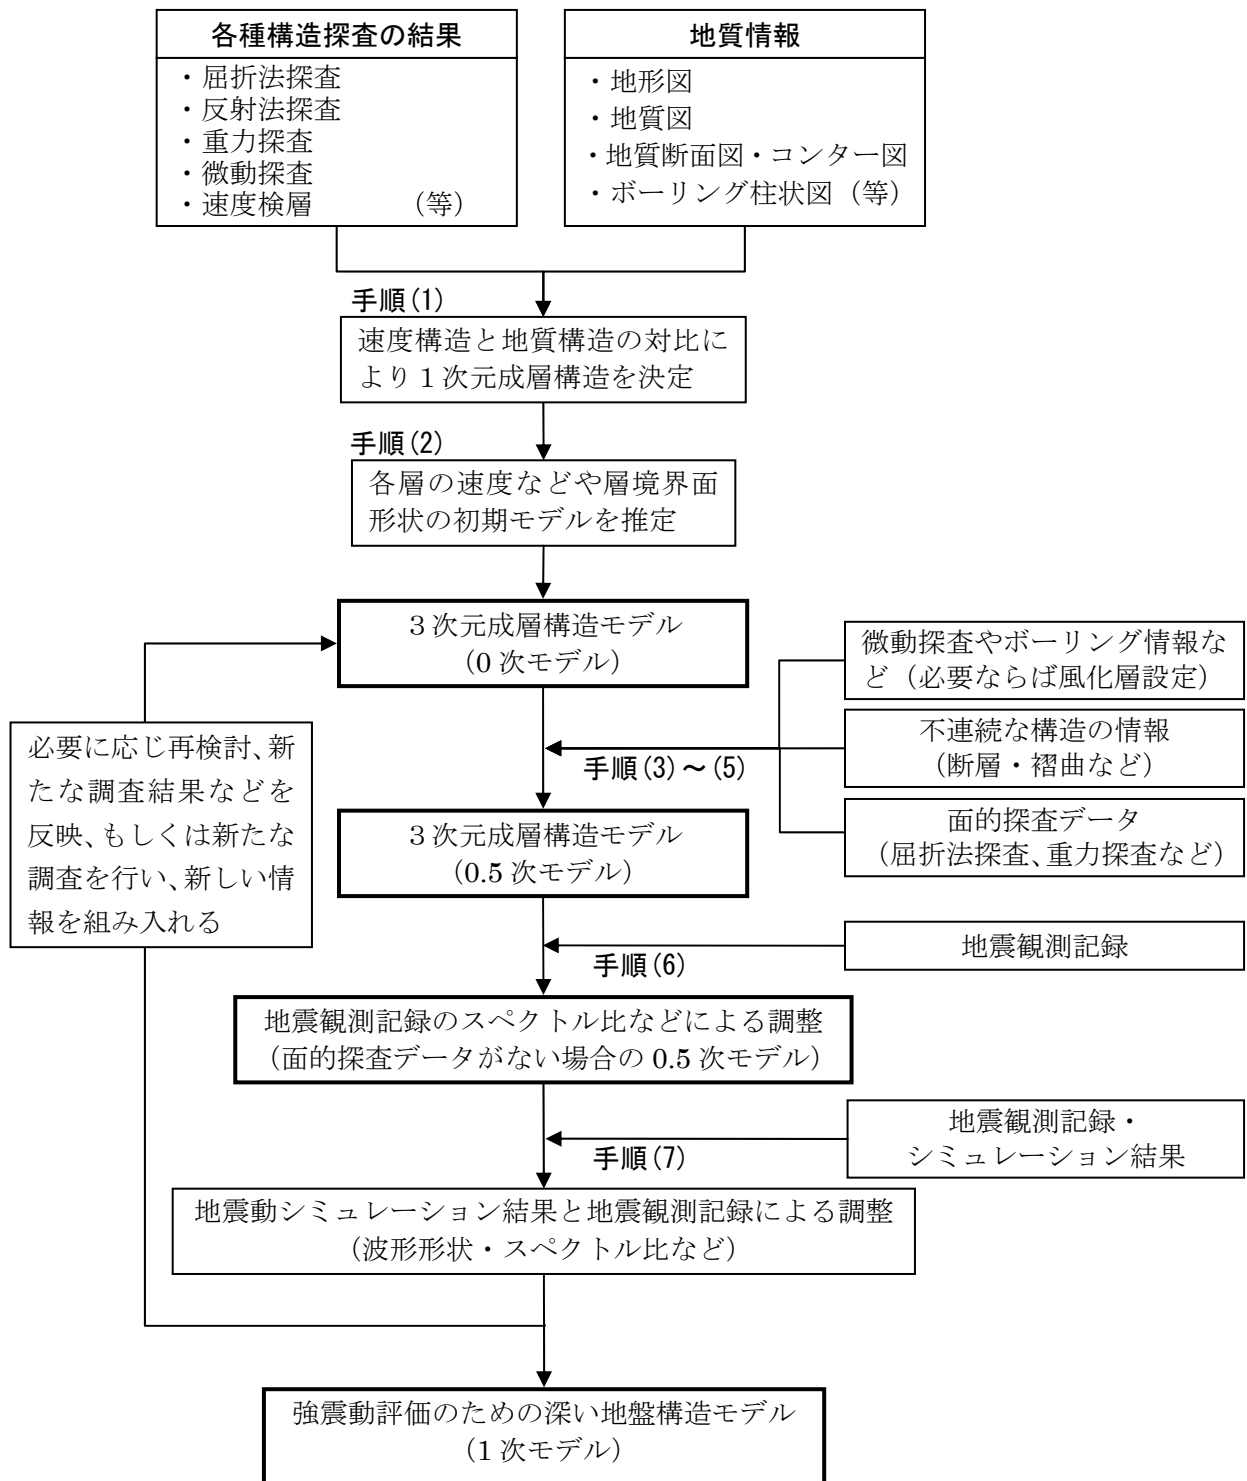 各種構造探査の結果
・屈折法探査
・反射法探査
・重力探査
・微動探査
・速度検層　　　（等）
地質情報
・地形図
・地質図
・地質断面図・コンター図
・ボーリング柱状図（等）
手順(1)
速度構造と地質構造の対比に
より１次元成層構造を決定
手順(2)
各層の速度などや層境界面
形状の初期モデルを推定
３次元成層構造モデル
（0 次モデル）
微動探査やボーリング情報な
ど（必要ならば風化層設定）
不連続な構造の情報
（断層・褶曲など）
面的探査データ
（屈折法探査、重力探査など）
手順(3)～(5)
必要に応じ再検討、新
たな調査結果などを
反映、もしくは新たな
調査を行い、新しい情
報を組み入れる
３次元成層構造モデル
（0.5 次モデル）
地震観測記録
手順(6)
地震観測記録のスペクトル比などによる調整
（面的探査データがない場合の 0.5 次モデル）
地震観測記録・
シミュレーション結果
手順(7)
地震動シミュレーション結果と地震観測記録による調整
（波形形状・スペクトル比など）
強震動評価のための深い地盤構造モデル
（1 次モデル）